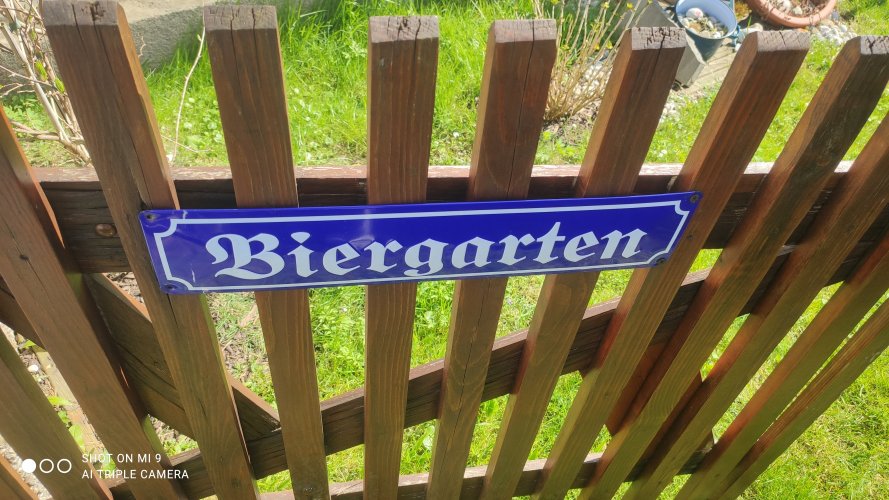 Biergarten
SHOT ON MI 9
AI TRIPLE CAMERA